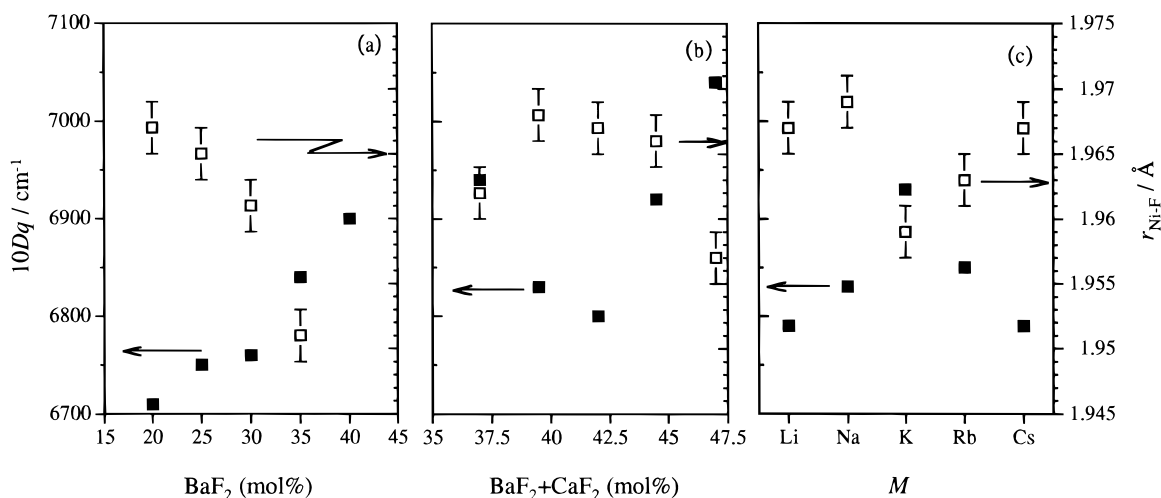 7100
7000
6900
6800
6700
10Dq / cm⁻¹
15
20
25
30
35
40
45
BaF₂ (mol%)
(a)
35
37.5
40
42.5
45
47.5
BaF₂+CaF₂ (mol%)
(b)
Li
Na
K
Rb
Cs
M
(c)
1.975
1.97
1.965
1.96
1.955
1.95
1.945
r Ni-F / Å